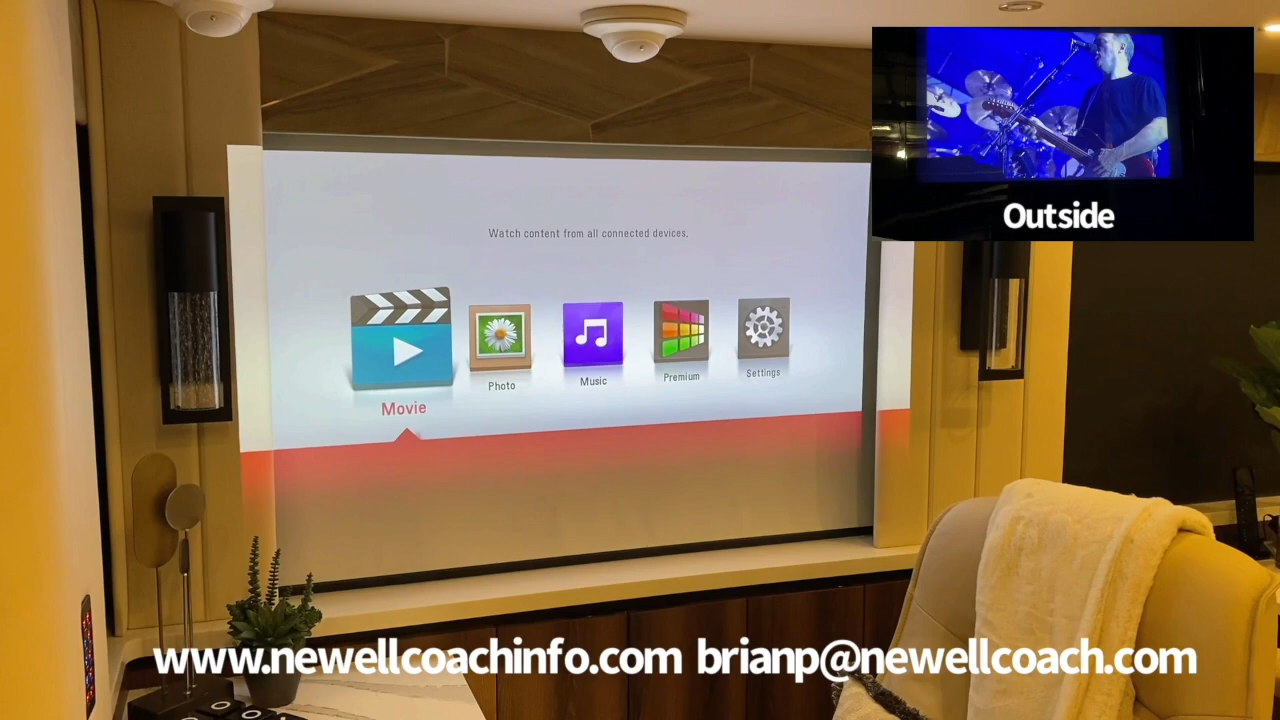 Outside
Watch content from all connected devices.
Movie
Photo
Music
Premium
Settings
www.newellcoachinfo.com brianp@newellcoach.com